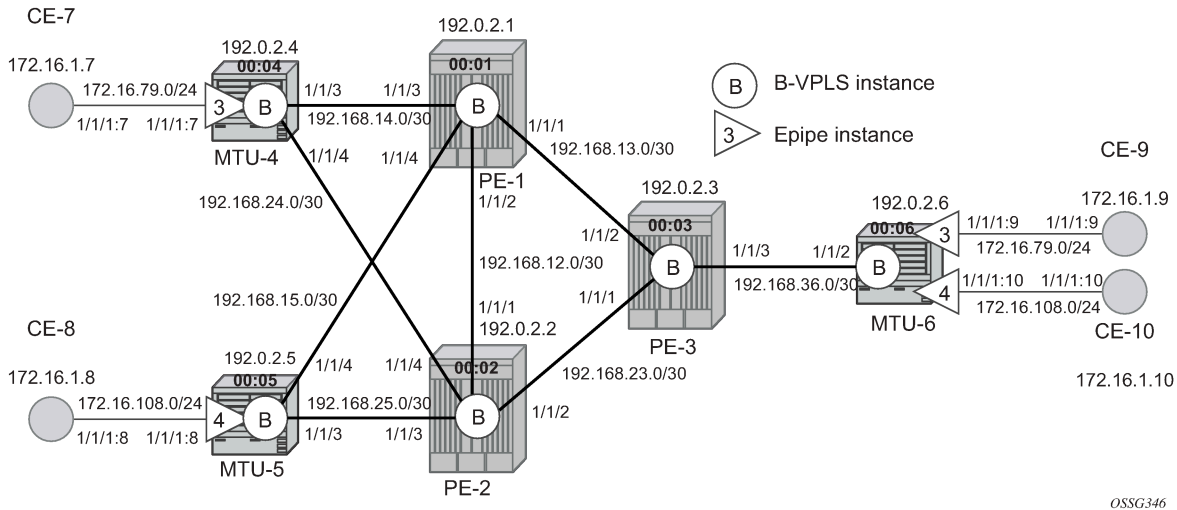 CE-7
172.16.1.7
172.16.79.0/24
1/1/1:7
1/1/1:7
192.0.2.4
00:04
3
B
MTU-4
1/1/3
1/1/3
192.168.14.0/30
1/1/4
1/1/4
192.0.2.1
00:01
B
PE-1
1/1/1
192.168.13.0/30
1/1/2
B
B-VPLS instance
3
Epipe instance
192.168.24.0/30
192.168.15.0/30
192.168.12.0/30
1/1/1
192.0.2.2
192.0.2.3
00:03
1/1/2
B
1/1/1
PE-3
1/1/3
1/1/2
192.168.36.0/30
192.0.2.6
00:06
B
3
4
MTU-6
CE-9
172.16.1.9
1/1/1:9
1/1/1:9
172.16.79.0/24
1/1/1:10
1/1/1:10
172.16.108.0/24
CE-10
172.16.1.10
CE-8
172.16.1.8
172.16.108.0/24
1/1/1:8
1/1/1:8
192.0.2.5
00:05
4
B
MTU-5
1/1/4
1/1/4
192.168.25.0/30
1/1/3
1/1/3
00:02
B
PE-2
1/1/2
192.168.23.0/30
OSSG346